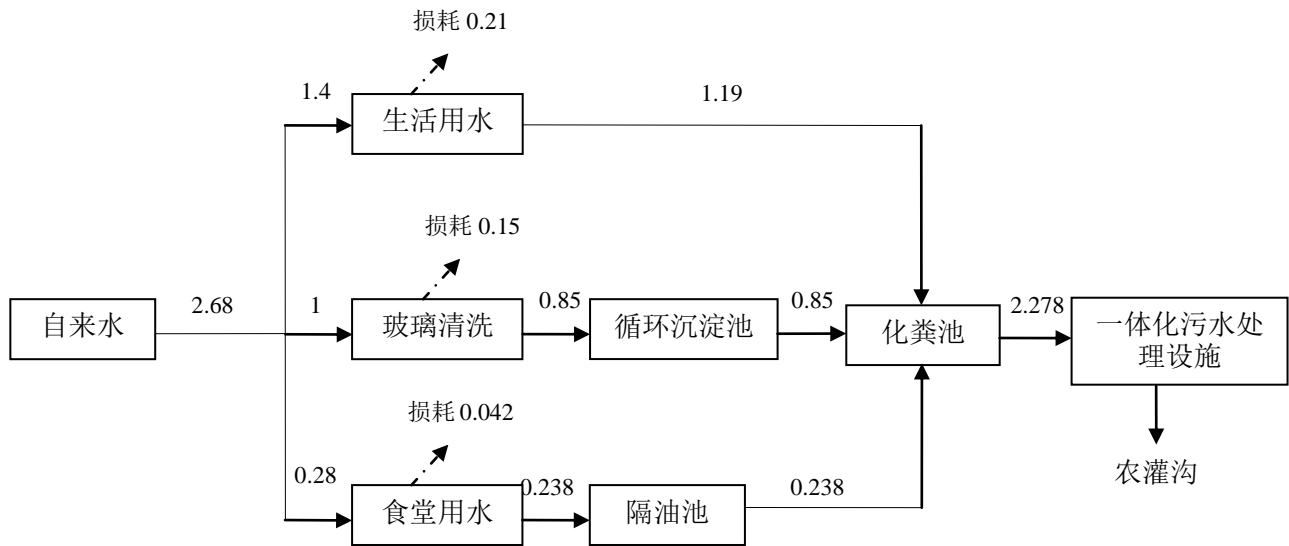 损耗 0.21
1.4
生活用水
1.19
损耗 0.15
自来水
2.68
1
玻璃清洗
0.85
循环沉淀池
0.85
化粪池
2.278
一体化污水处
理设施
损耗 0.042
0.28
食堂用水
0.238
隔油池
0.238
农灌沟